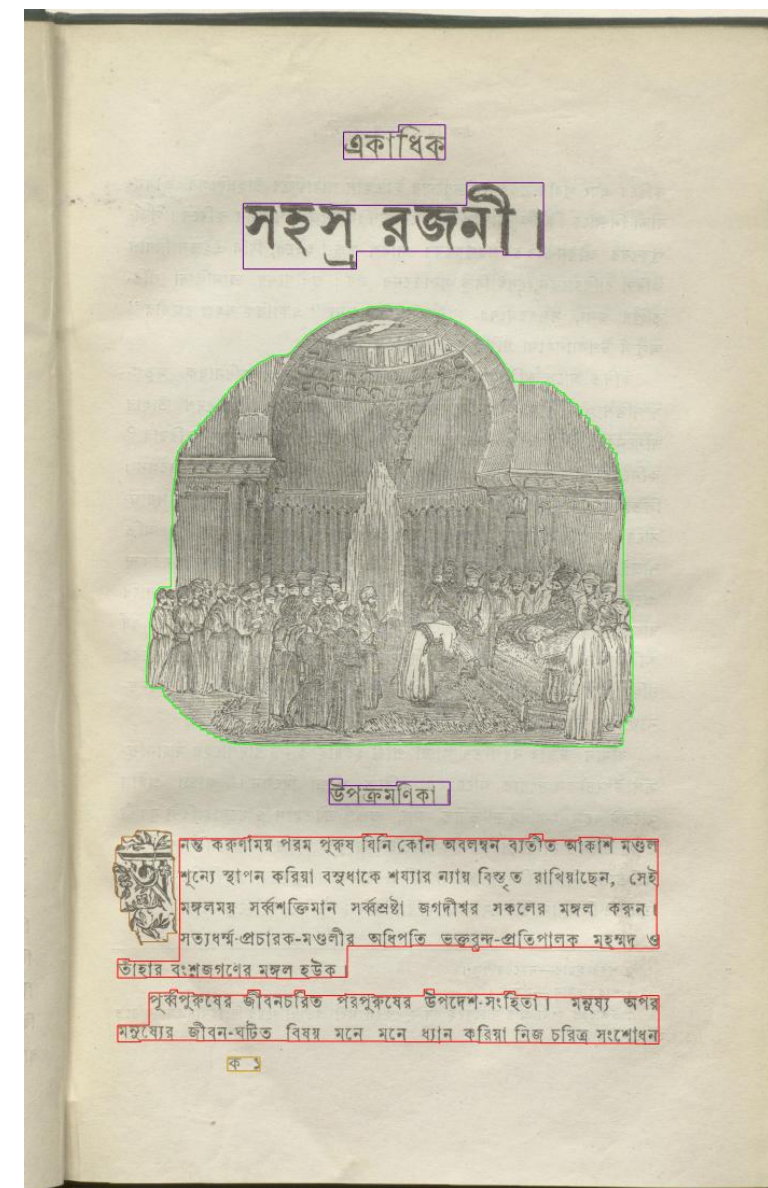 একাধিক
সহস্র রজনী।
উপক্রমণিকা।
অনন্ত করুণাময় পরম পুরুষ যিনি কোন অবলম্বন ব্যতীত আকাশ মণ্ডল
শূন্যে স্থাপন করিয়া বসুধাকে শয্যার ন্যায় বিস্তৃত রাখিয়াছেন, সেই
মঙ্গলময় সর্ব্বশক্তিমান সর্ব্বস্রষ্টা জগদীশ্বর সকলের মঙ্গল করুন।
সত্যধর্ম্ম-প্রচারক-মণ্ডলীর অধিপতি ভক্তবৃন্দ-প্রতিপালক মহম্মদ ও
তাঁহার বংশজগণের মঙ্গল হউক।
পূর্ব্বপুরুষের জীবনচরিত পরপুরুষের উপদেশ-সংহিতা। মনুষ্য অপর
মনুষ্যের জীবন-ঘটিত বিষয় মনে মনে ধ্যান করিয়া নিজ চরিত্র সংশোধন
ক ১